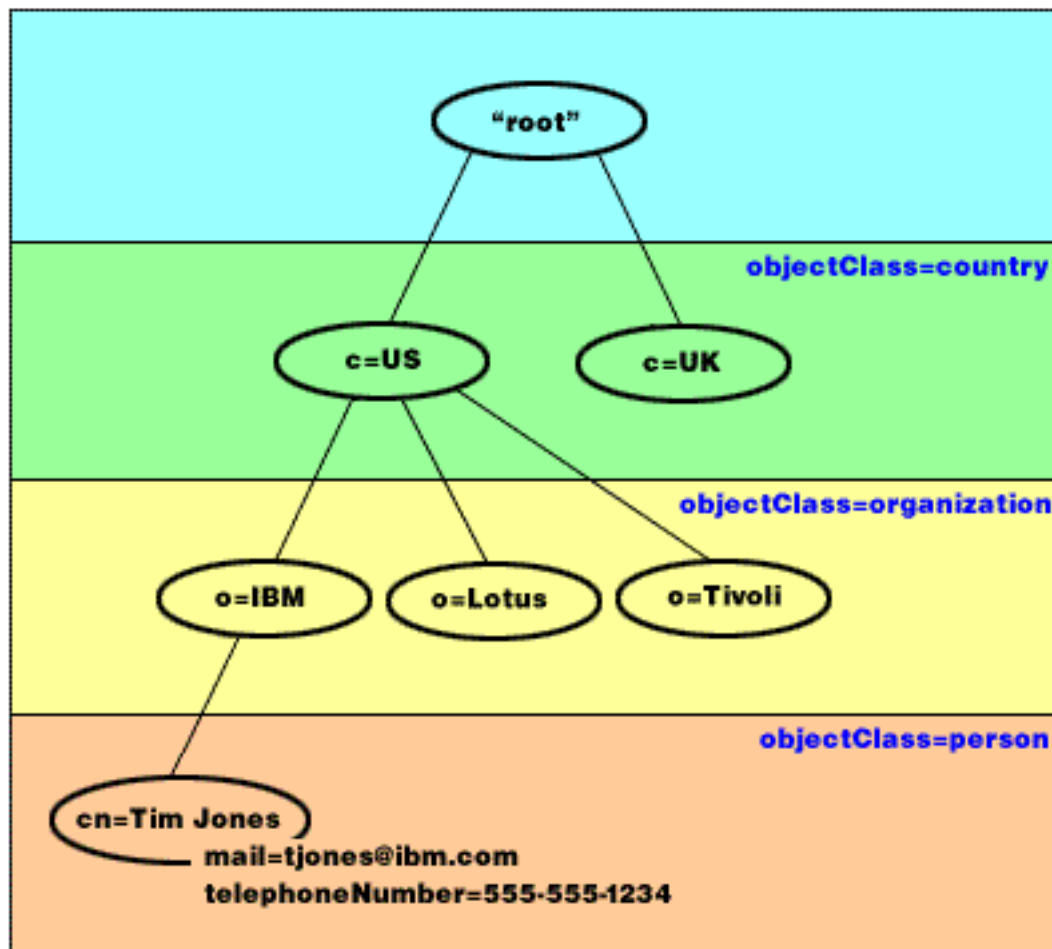 “root”
objectClass=country
c=US
c=UK
objectClass=organization
o=IBM
o=Lotus
o=Tivoli
objectClass=person
cn=Tim Jones
mail=tjones@ibm.com
telephoneNumber=555-555-1234